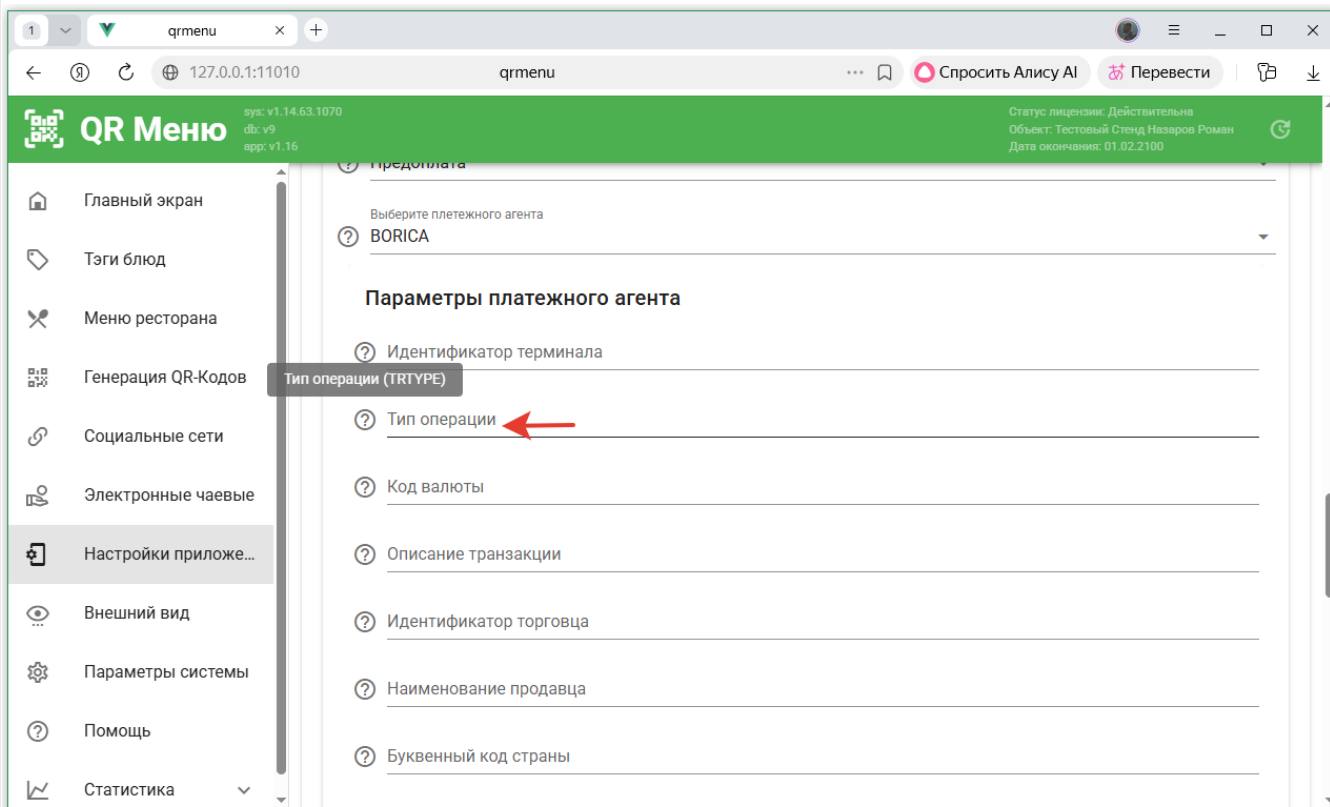 1
qrmenu
127.0.0.1:11010
qrmenu
Спросить Алису AI
Перевести
QR Меню
sys: v1.14.63.1070
db: v9
app: v1.16
Статус лицензии: Действительна
Объект: Тестовый Стенд Назаров Роман
Дата окончания: 01.02.2100
Главный экран
Тэги блюд
Меню ресторана
Генерация QR-Кодов
Социальные сети
Электронные чаевые
Настройки приложе...
Внешний вид
Параметры системы
Помощь
Статистика
Предоплата
Выберите плетежного агента
BORICA
Параметры платежного агента
Идентификатор терминала
Тип операции (TRTYPE)
Тип операции
Код валюты
Описание транзакции
Идентификатор торговца
Наименование продавца
Буквенный код страны